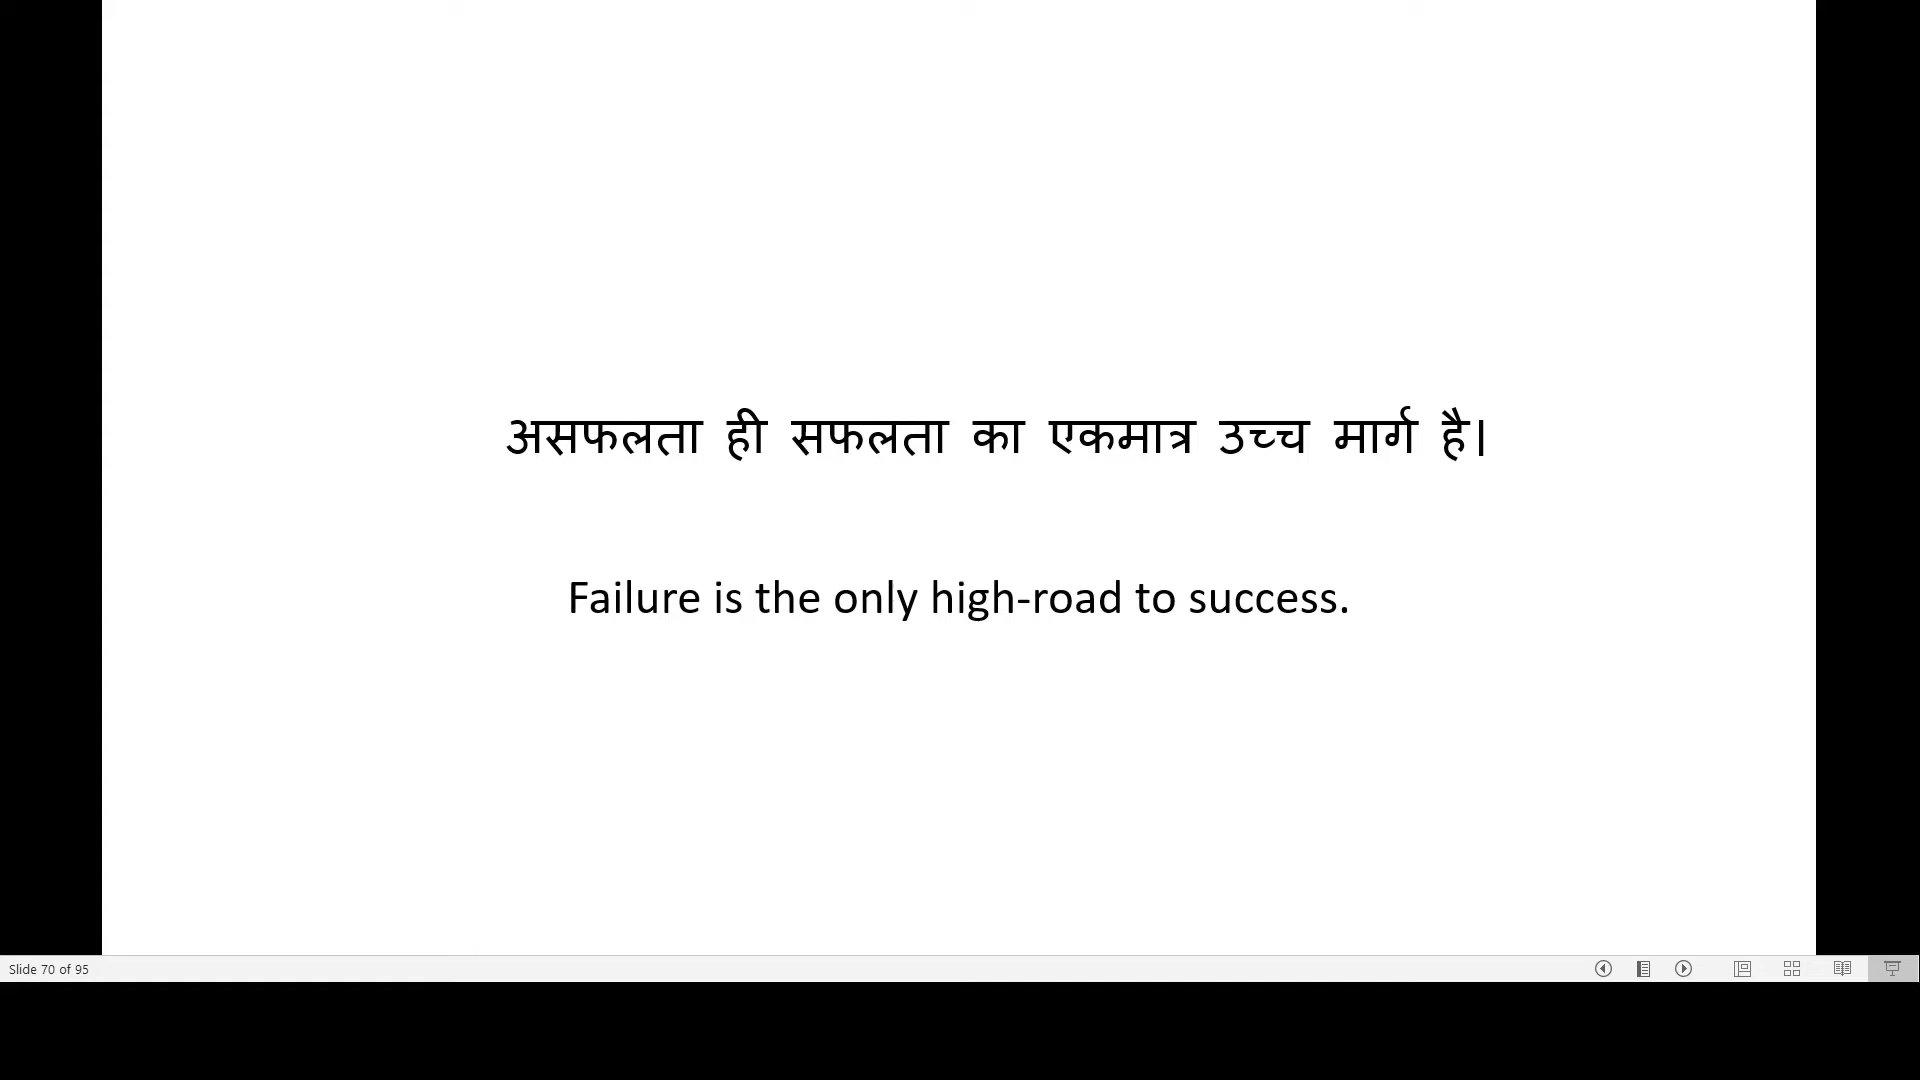 असफलता ही सफलता का एकमात्र उच्च मार्ग है।
Failure is the only high-road to success.
Slide 70 of 95